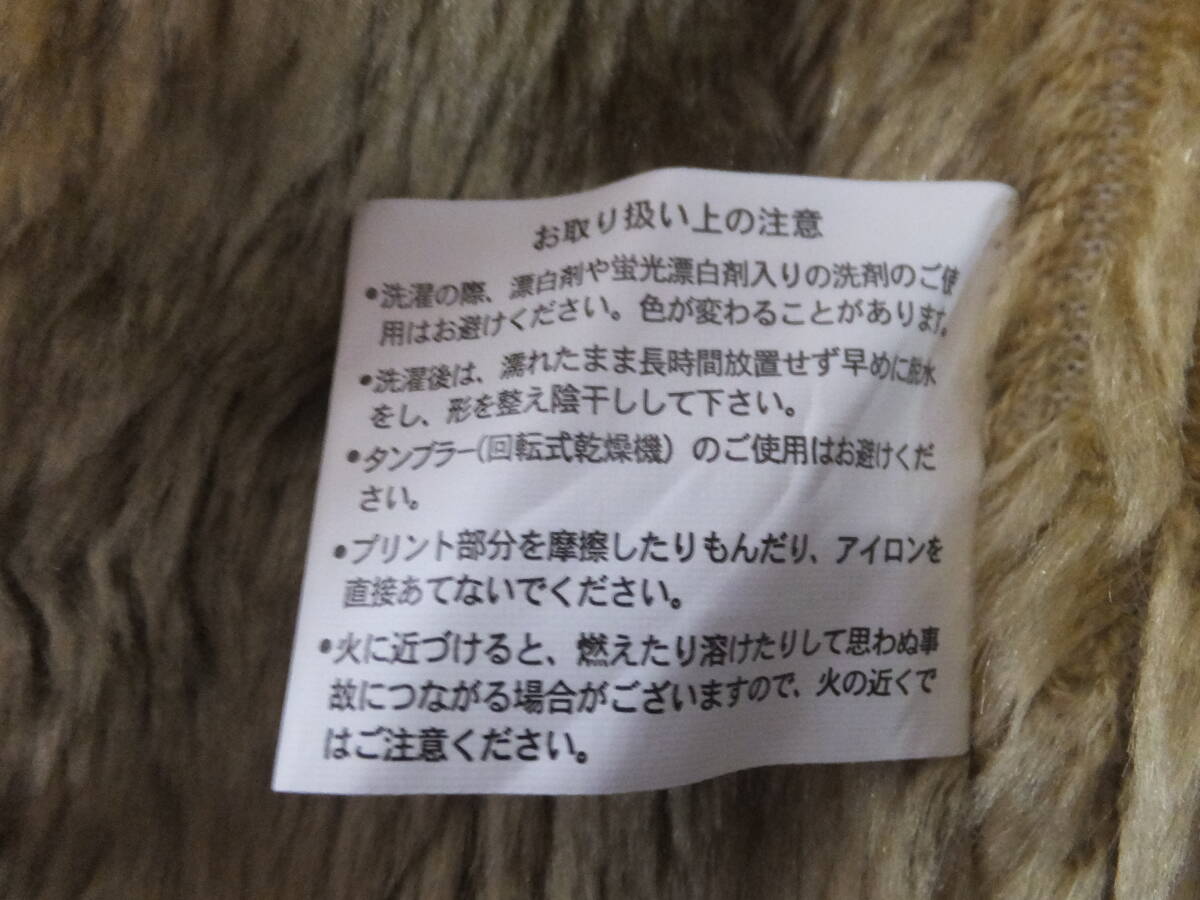 お取り扱い上の注意
•洗濯の際、漂白剤や蛍光漂白剤入りの洗剤のご使
用はお避けください。色が変わることがあります。
•洗濯後は、濡れたまま長時間放置せず早めに脱水
をし、形を整え陰干しして下さい。
•タンブラー(回転式乾燥機)のご使用はお避けくだ
さい。
•プリント部分を摩擦したりもんだり、アイロンを
直接あてないでください。
•火に近づけると、燃えたり溶けたりして思わぬ事
故につながる場合がございますので、火の近くで
はご注意ください。